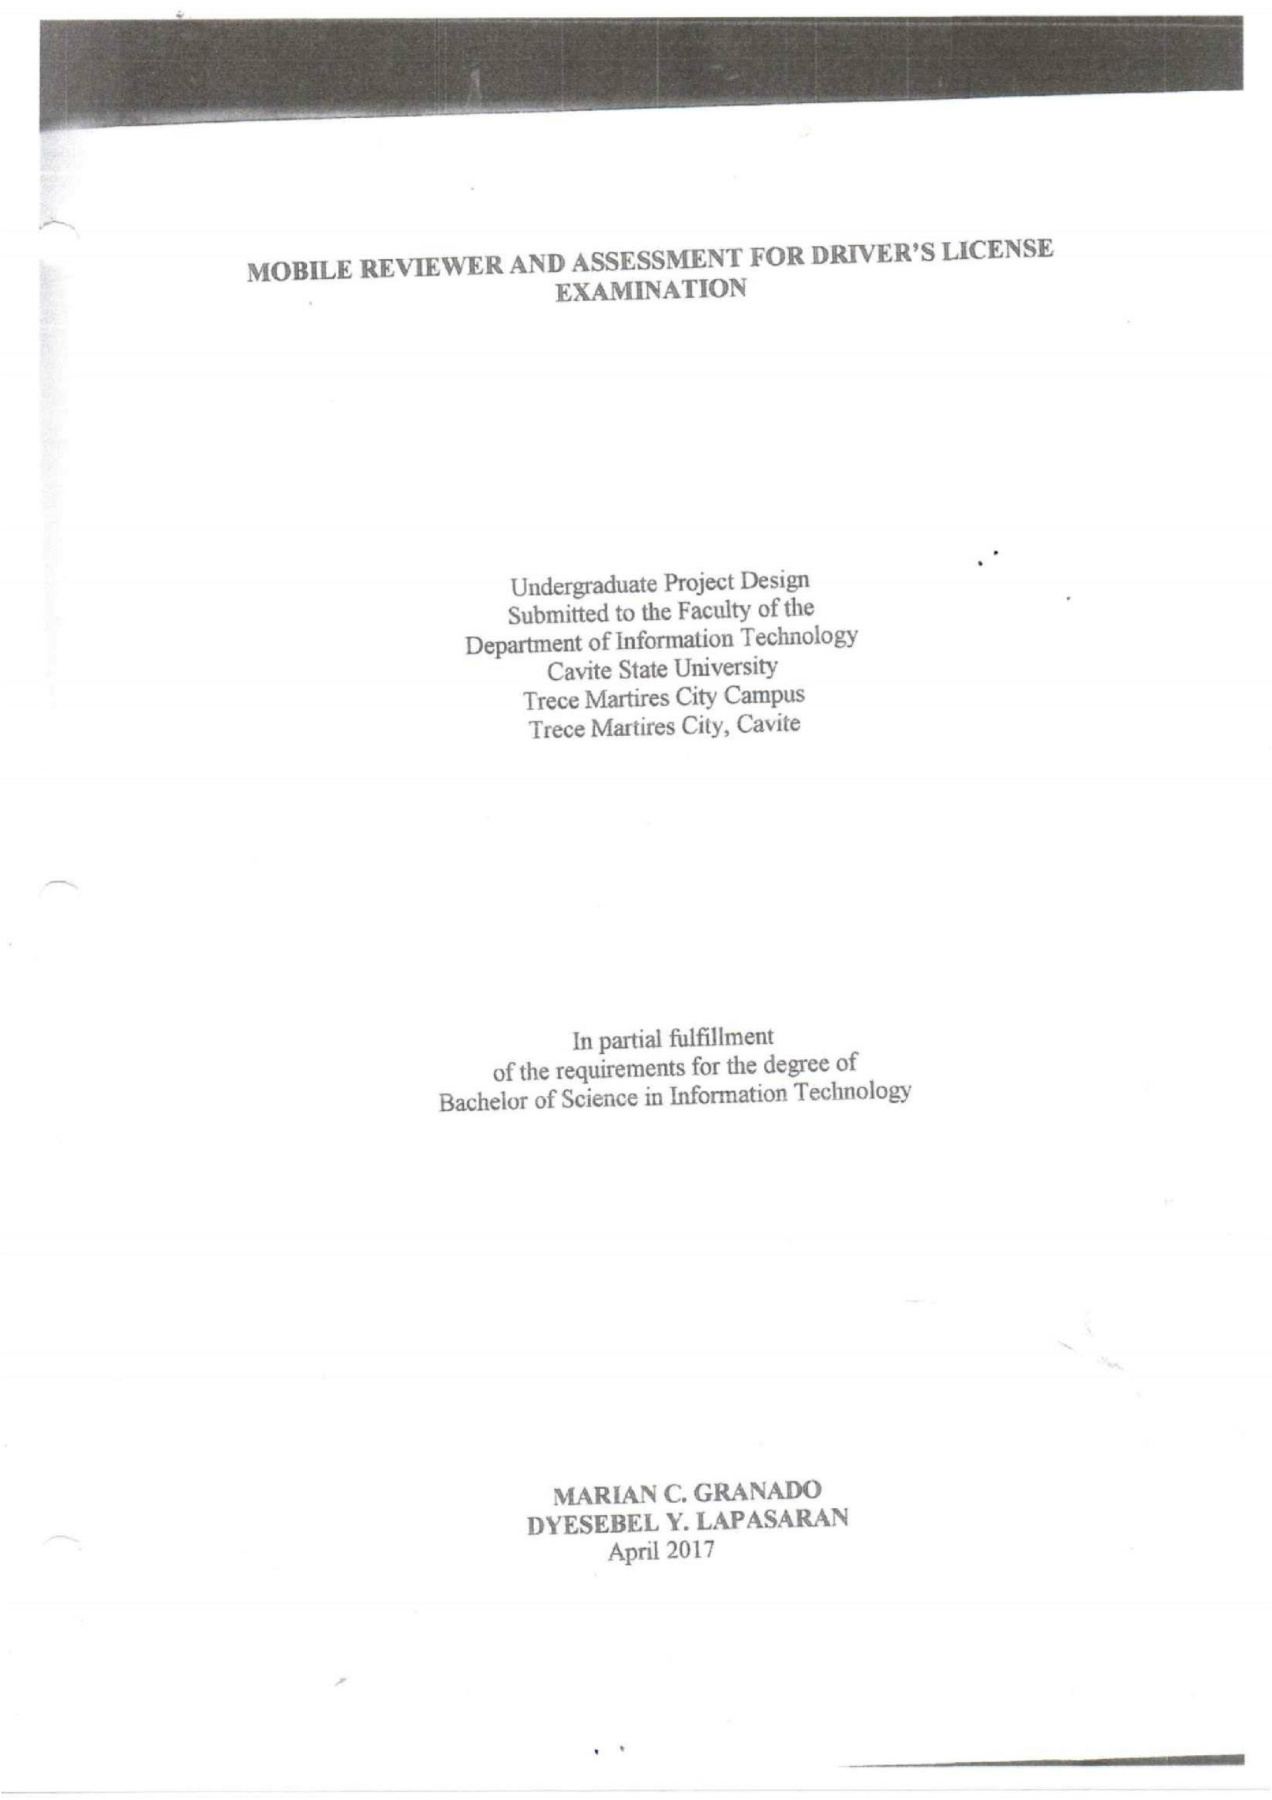 MOBILE REVIEWER AND ASSESSMENT FOR DRIVER'S LICENSE
EXAMINATION
Undergraduate Project Design
Submitted to the Faculty of the
Department of Information Technology
Cavite State University
Trece Martires City Campus
Trece Martires City, Cavite
In partial fulfillment
of the requirements for the degree of
Bachelor of Science in Information Technology
MARIAN C. GRANADO
DYESEBEL Y. LAPASARAN
April 2017